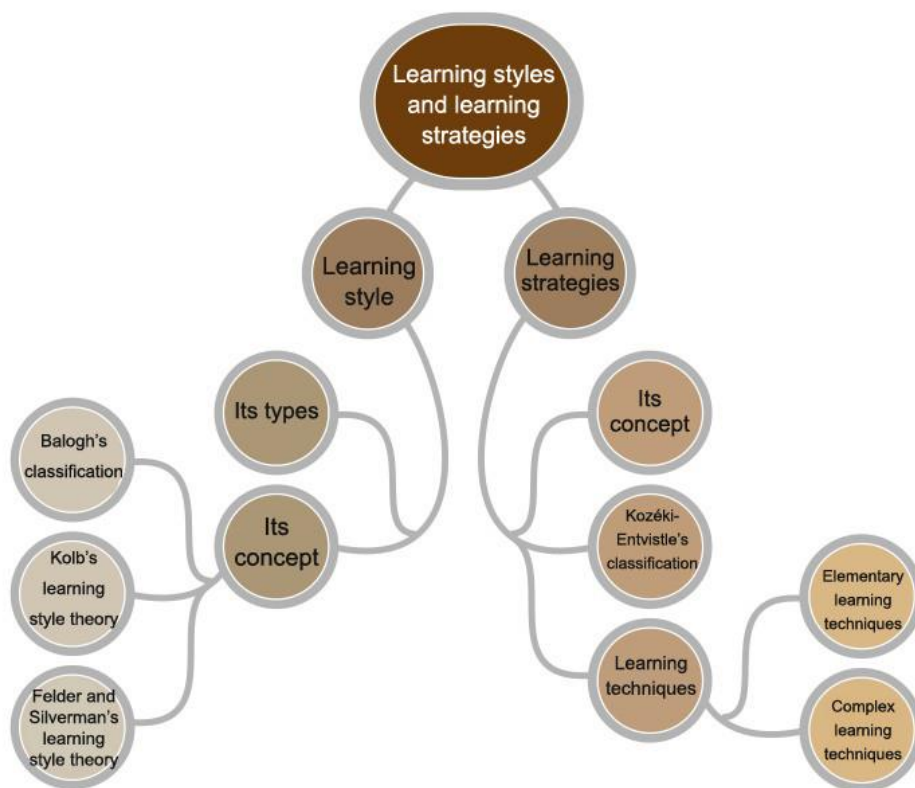 Learning styles
and learning
strategies
Learning
style
Learning
strategies
Its types
Its
concept
Balogh's
classification
Kolb's
learning
style theory
Felder and
Silverman's
learning
style theory
Its
concept
Kozéki-
Entvistle's
classification
Learning
techniques
Elementary
learning
techniques
Complex
learning
techniques